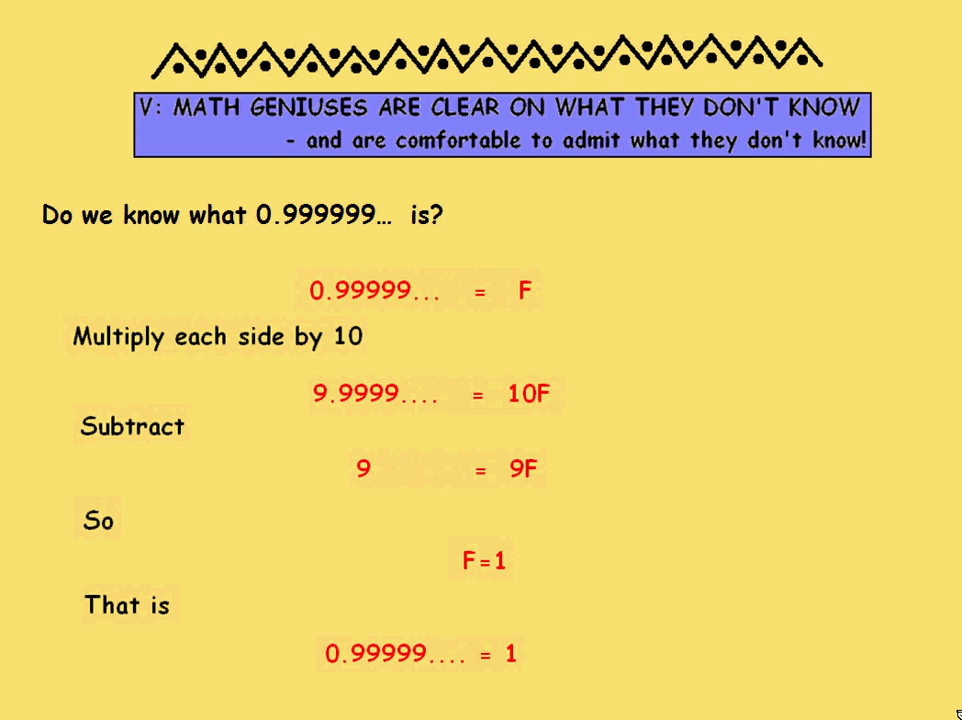 V: MATH GENIUSES ARE CLEAR ON WHAT THEY DON'T KNOW
- and are comfortable to admit what they don't know!
Do we know what 0.999999… is?
0.99999... = F
Multiply each side by 10
9.9999.... = 10F
Subtract
9 = 9F
So
F=1
That is
0.99999.... = 1